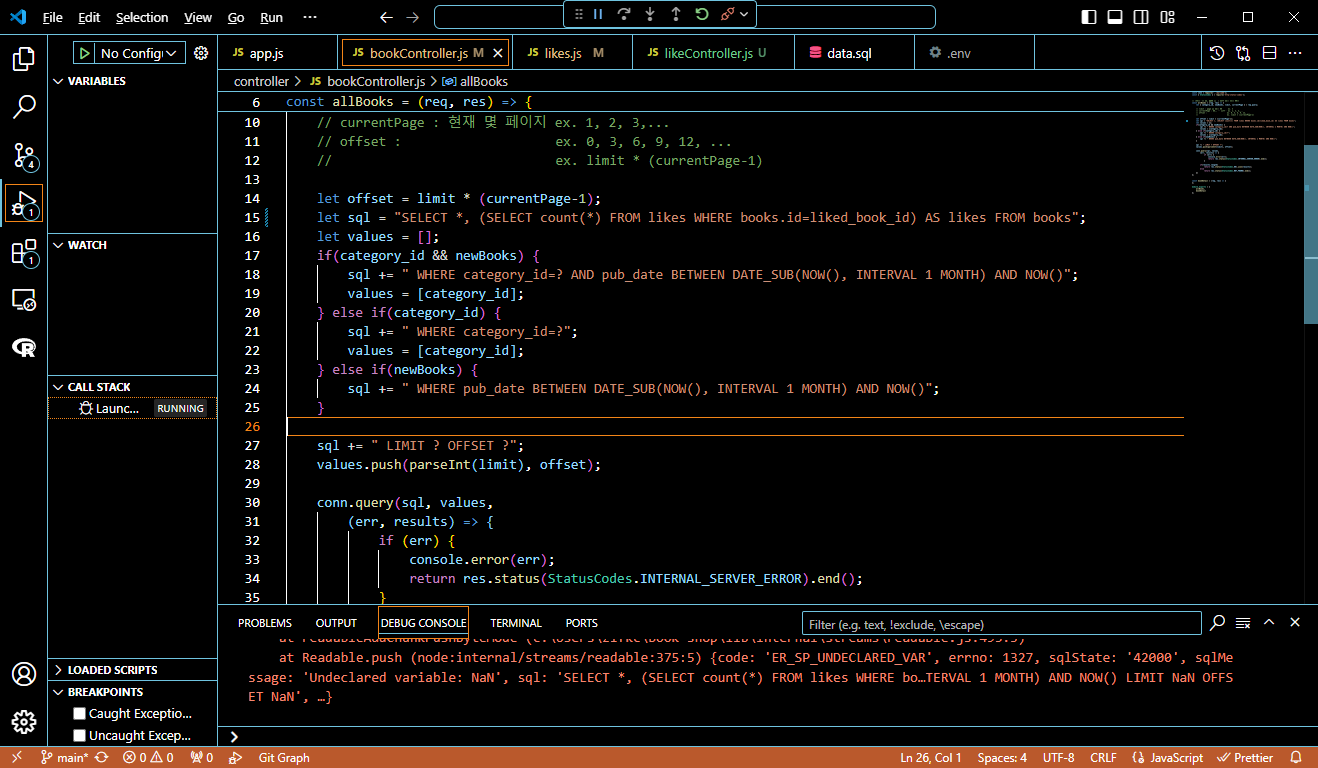 File Edit Selection View Go Run ...
No Config
app.js
bookController.js M
likes.js M
likeController.js U
data.sql
.env
VARIABLES
controller > JS bookController.js > allBooks
6 const allBooks = (req, res) => {
10 // currentPage : 현재 몇 페이지 ex. 1, 2, 3,...
11 // offset : ex. 0, 3, 6, 9, 12, ...
12 // ex. limit * (currentPage-1)
13
14 let offset = limit * (currentPage-1);
15 let sql = "SELECT *, (SELECT count(*) FROM likes WHERE books.id=liked_book_id) AS likes FROM books";
16 let values = [];
17 if(category_id && newBooks) {
18 sql += " WHERE category_id=? AND pub_date BETWEEN DATE_SUB(NOW(), INTERVAL 1 MONTH) AND NOW()";
19 values = [category_id];
20 } else if(category_id) {
21 sql += " WHERE category_id=?";
22 values = [category_id];
23 } else if(newBooks) {
24 sql += " WHERE pub_date BETWEEN DATE_SUB(NOW(), INTERVAL 1 MONTH) AND NOW()";
25 }
26
27 sql += " LIMIT ? OFFSET ?";
28 values.push(parseInt(limit), offset);
29
30 conn.query(sql, values,
31 (err, results) => {
32 if (err) {
33 console.error(err);
34 return res.status(StatusCodes.INTERNAL_SERVER_ERROR).end();
35 }
WATCH
CALL STACK
Launc... RUNNING
LOADED SCRIPTS
BREAKPOINTS
Caught Exceptio...
Uncaught Excep...
4
1
1
PROBLEMS OUTPUT DEBUG CONSOLE TERMINAL PORTS
Filter (e.g. text, !exclude, \escape)
at Readable.push (node:internal/streams/readable:375:5) {code: 'ER_SP_UNDECLARED_VAR', errno: 1327, sqlState: '42000', sqlMe
ssage: 'Undeclared variable: NaN', sql: 'SELECT *, (SELECT count(*) FROM likes WHERE bo…TERVAL 1 MONTH) AND NOW() LIMIT NaN OFFS
ET NaN', …}
main* 0 0 0 Git Graph Ln 26, Col 1 Spaces: 4 UTF-8 CRLF {} JavaScript Prettier